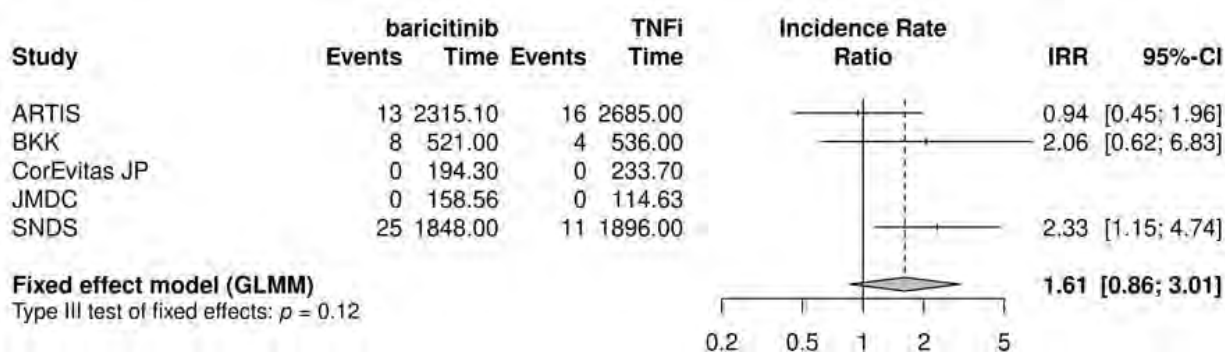 baricitinib TNFi Incidence Rate
Study Events Time Events Time Ratio IRR 95%-CI
ARTIS 13 2315.10 16 2685.00 0.94 [0.45; 1.96]
BKK 8 521.00 4 536.00 2.06 [0.62; 6.83]
CorEvitas JP 0 194.30 0 233.70
JMDC 0 158.56 0 114.63
SNDS 25 1848.00 11 1896.00 2.33 [1.15; 4.74]
Fixed effect model (GLMM) 1.61 [0.86; 3.01]
Type III test of fixed effects: p = 0.12
0.2 0.5 1 2 5